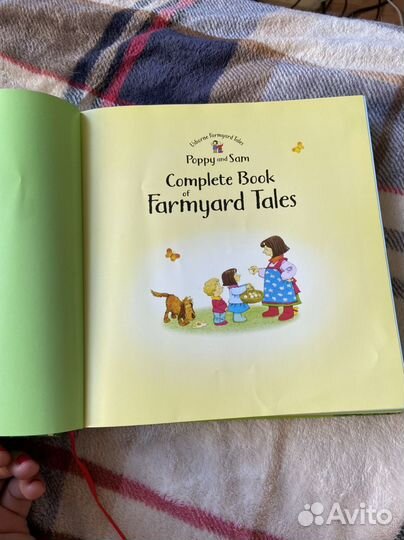 Usborne Farmyard Tales
Poppy and Sam
Complete Book
of
Farmyard Tales
Avito